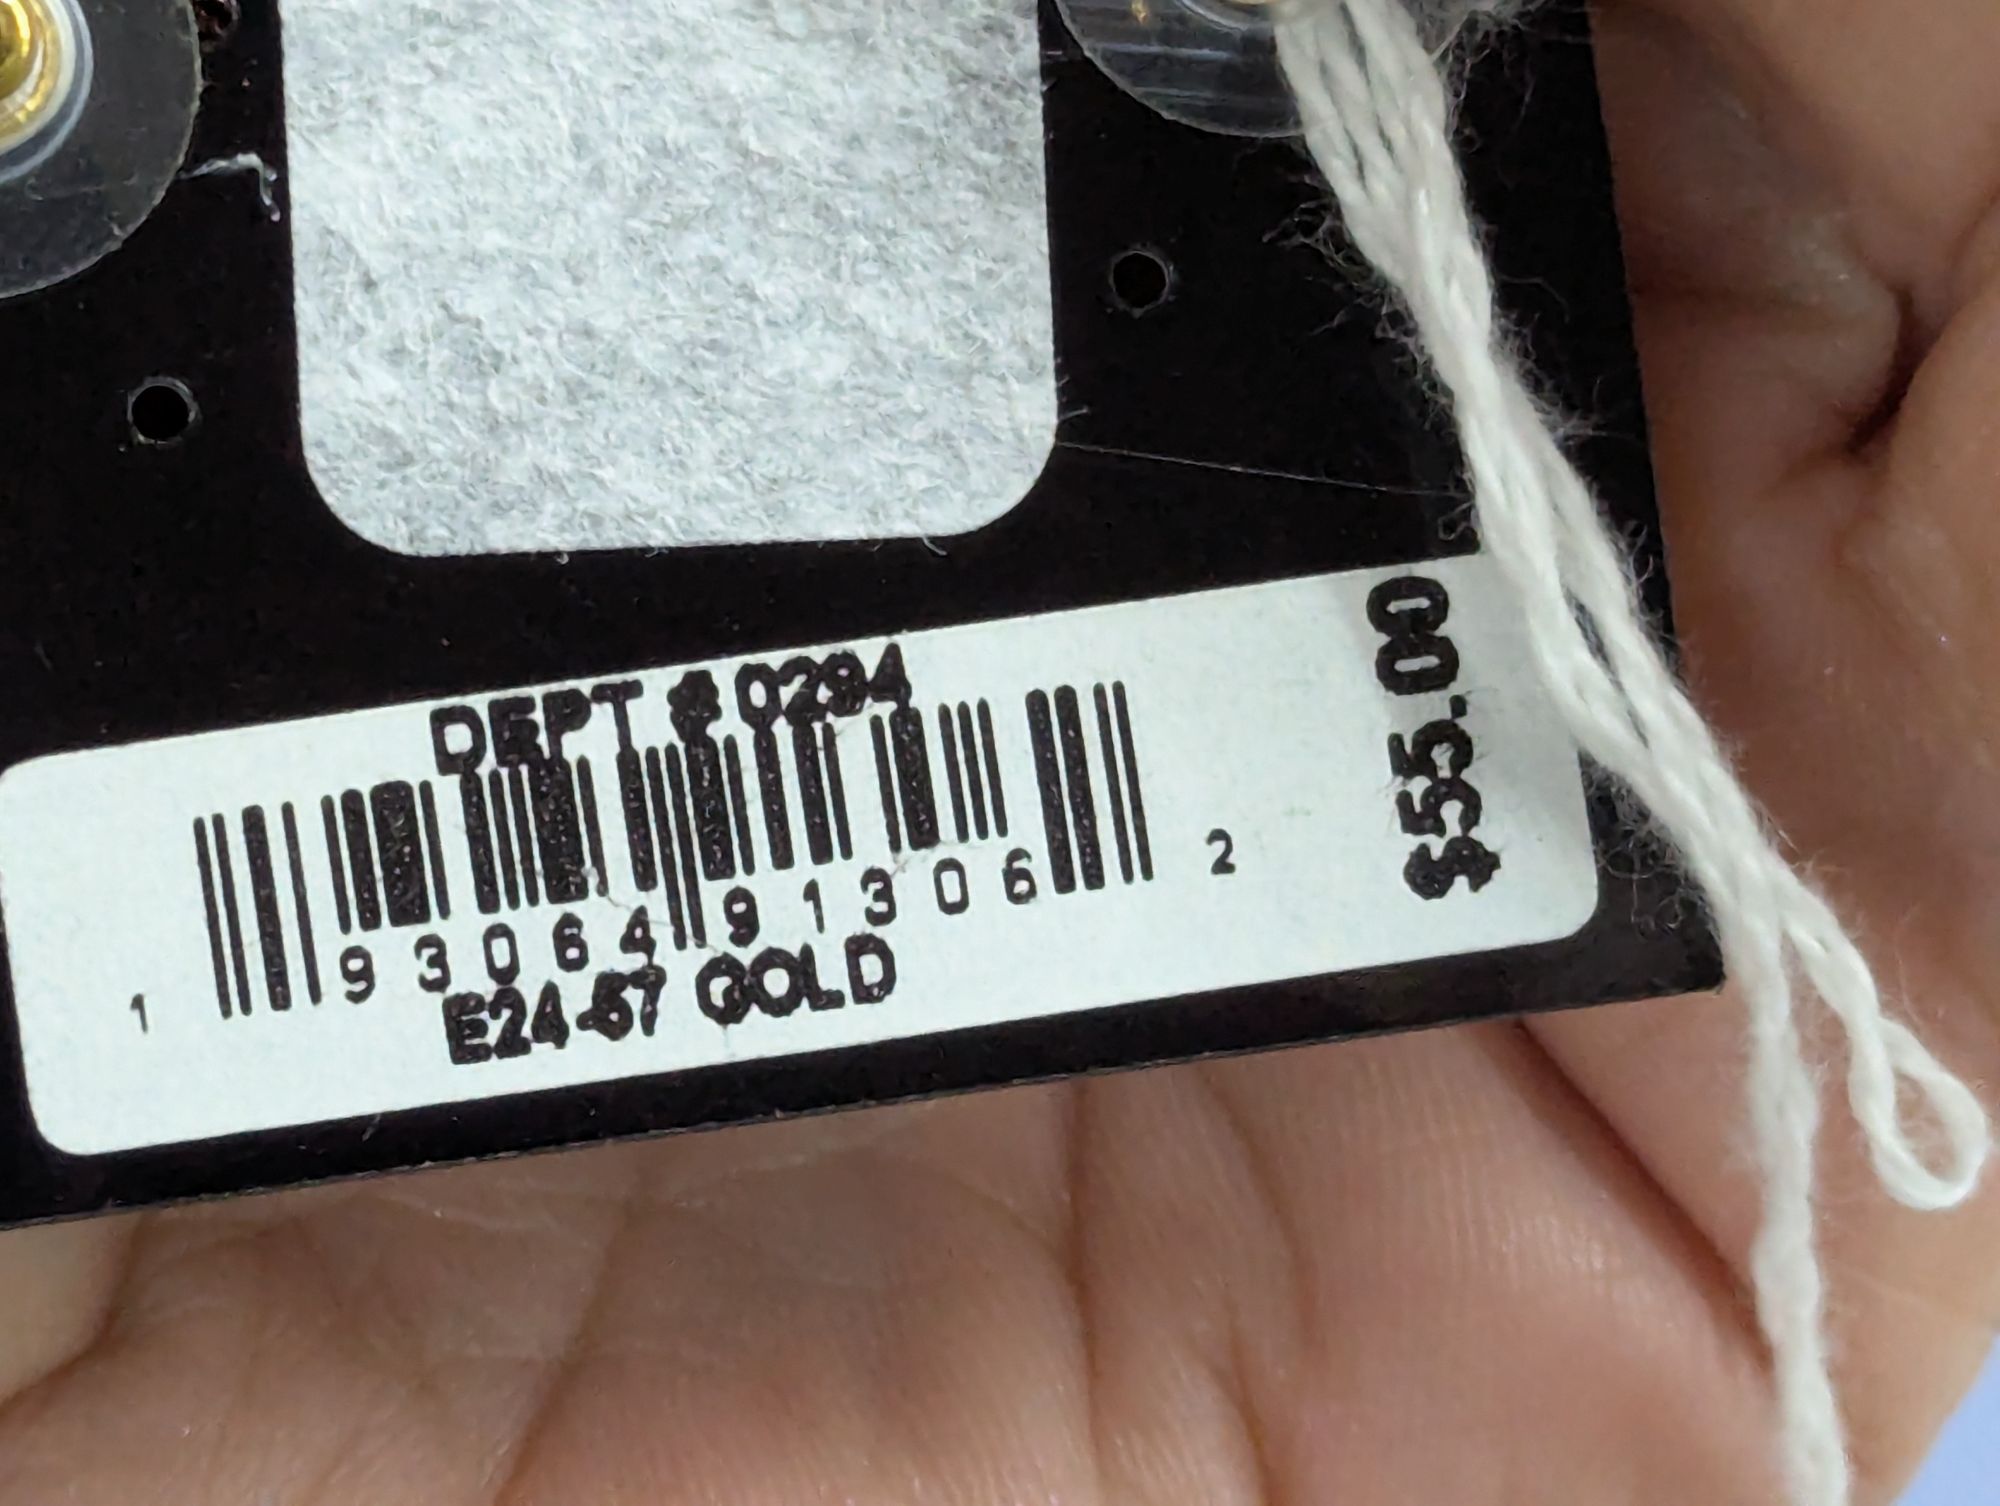 DEPT # 0294
1 93064 91306 2
E24-57 GOLD
$55.00